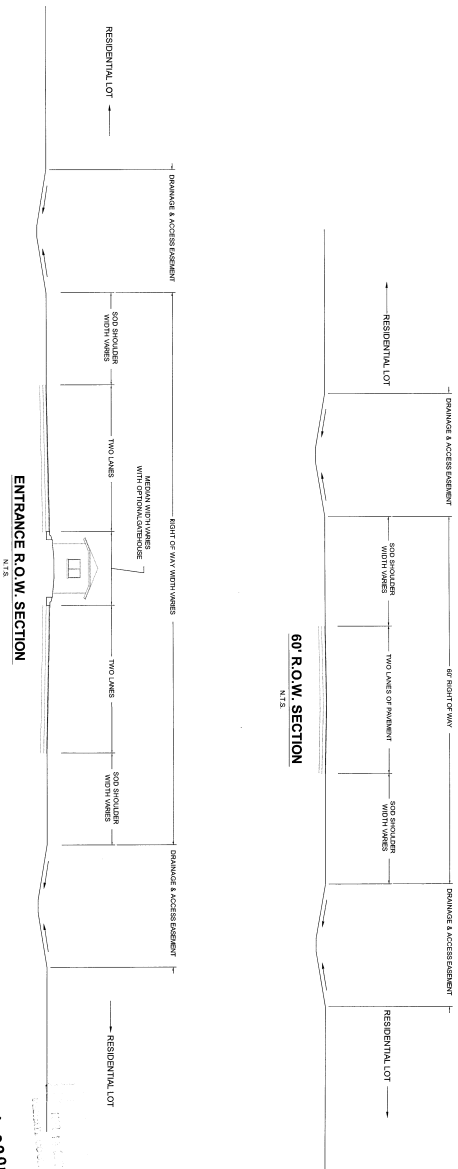 DRAINAGE & ACCESS EASEMENT
60' RIGHT OF WAY
DRAINAGE & ACCESS EASEMENT
RESIDENTIAL LOT
SOD SHOULDER
WIDTH VARIES
TWO LANES OF PAVEMENT
SOD SHOULDER
WIDTH VARIES
RESIDENTIAL LOT
60' R.O.W. SECTION
N.T.S.
DRAINAGE & ACCESS EASEMENT
RIGHT OF WAY WIDTH VARIES
DRAINAGE & ACCESS EASEMENT
MEDIAN WIDTH VARIES
WITH OPTIONAL GATEHOUSE
RESIDENTIAL LOT
SOD SHOULDER
WIDTH VARIES
TWO LANES
TWO LANES
SOD SHOULDER
WIDTH VARIES
RESIDENTIAL LOT
ENTRANCE R.O.W. SECTION
N.T.S.